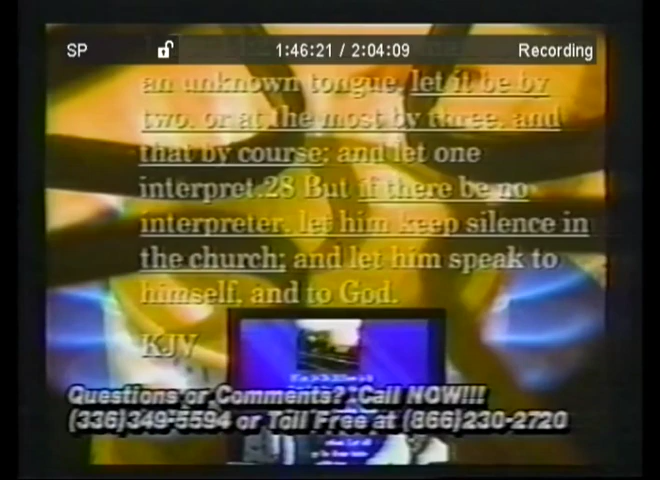 SP 1:46:21 / 2:04:09 Recording
an unknown tongue, let it be by
two, or at the most by three, and
that by course; and let one
interpret.28 But if there be no
interpreter, let him keep silence in
the church; and let him speak to
himself, and to God.
KJV
Questions or Comments? Call NOW!!!
(336)349-5594 or Toll Free at (866)230-2720